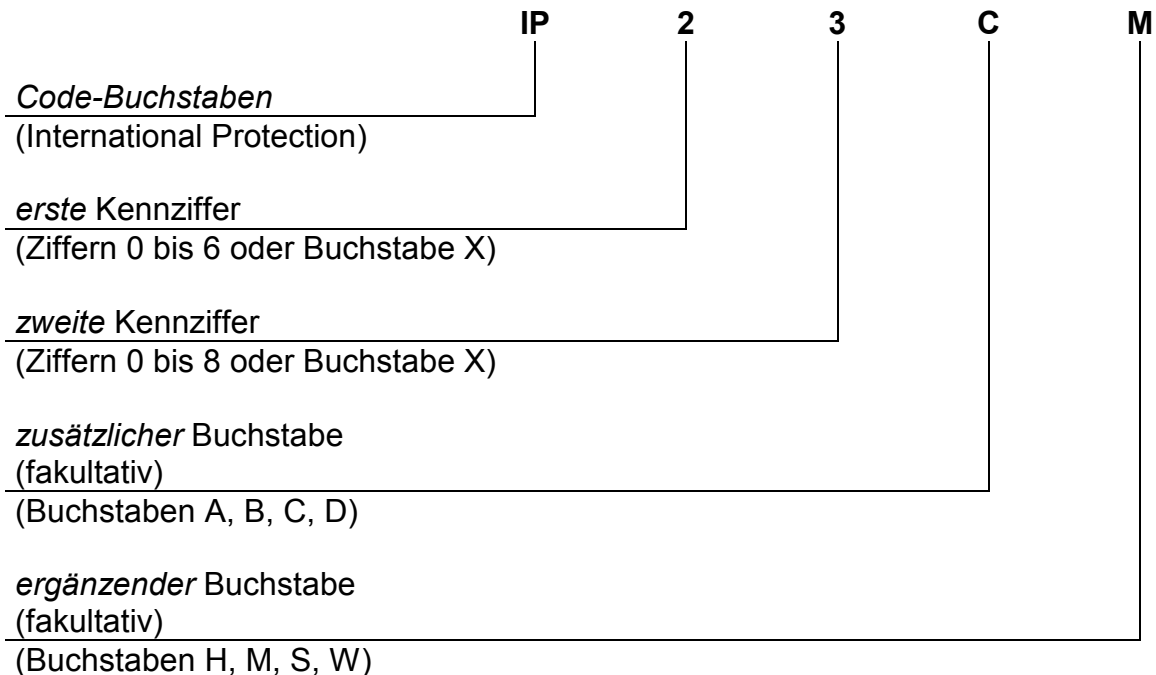 IP 2 3 C M
Code-Buchstaben
(International Protection)
erste Kennziffer
(Ziffern 0 bis 6 oder Buchstabe X)
zweite Kennziffer
(Ziffern 0 bis 8 oder Buchstabe X)
zusätzlicher Buchstabe
(fakultativ)
(Buchstaben A, B, C, D)
ergänzender Buchstabe
(fakultativ)
(Buchstaben H, M, S, W)